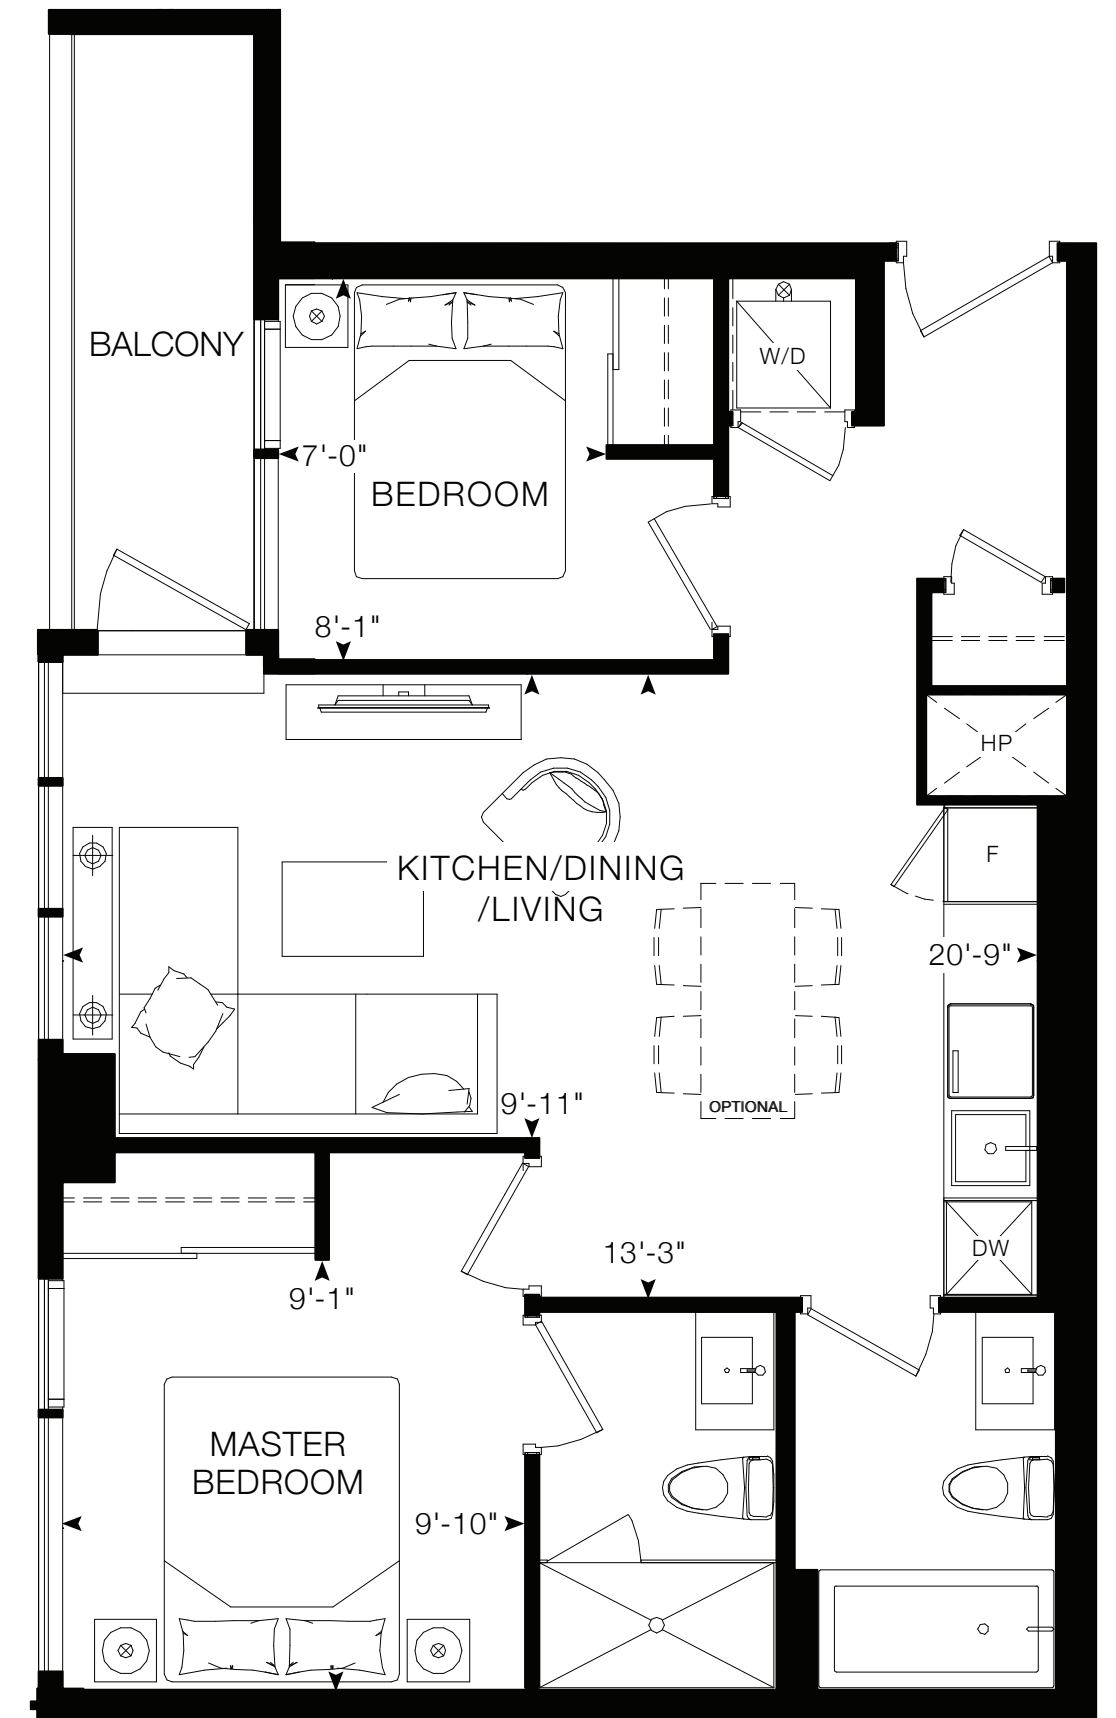 BALCONY
W/D
7'-0"
BEDROOM
8'-1"
HP
F
KITCHEN/DINING
/LIVING
20'-9"
OPTIONAL
9'-11"
DW
13'-3"
9'-1"
MASTER
BEDROOM
9'-10"